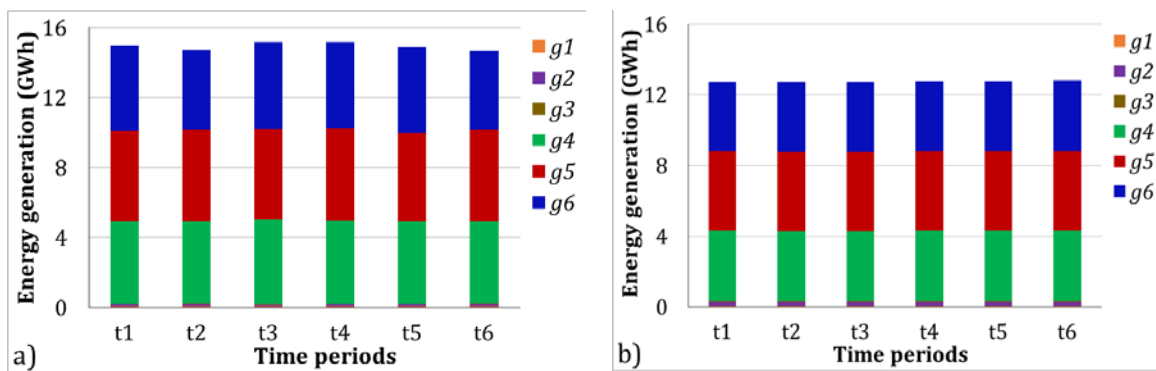 16
12
8
4
0
Energy generation (GWh)
t1 t2 t3 t4 t5 t6
Time periods
g1
g2
g3
g4
g5
g6
a)
16
12
8
4
0
Energy generation (GWh)
t1 t2 t3 t4 t5 t6
Time periods
g1
g2
g3
g4
g5
g6
b)